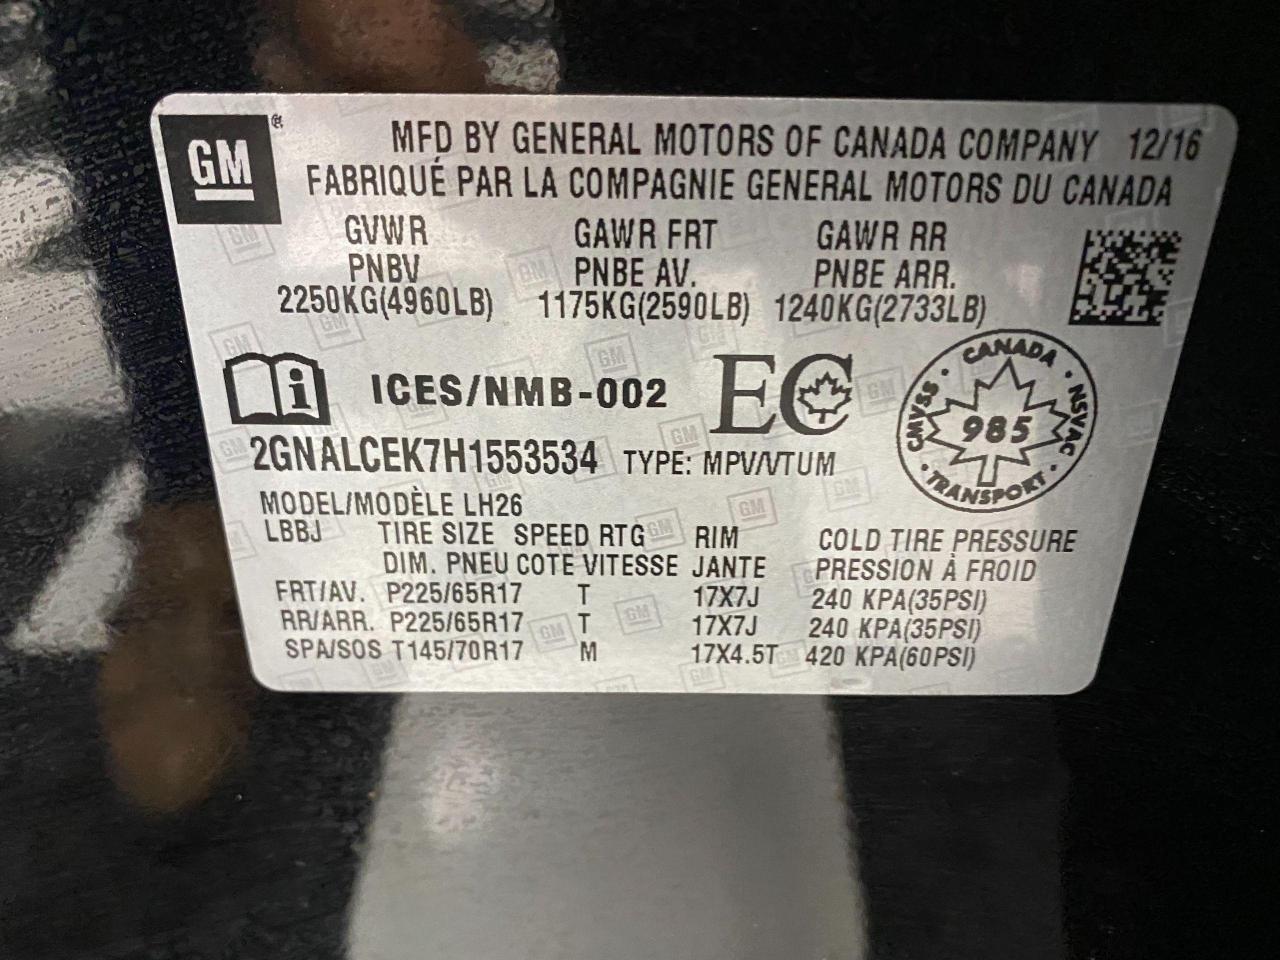 GM ®
MFD BY GENERAL MOTORS OF CANADA COMPANY 12/16
FABRIQUÉ PAR LA COMPAGNIE GENERAL MOTORS DU CANADA
GVWR GAWR FRT GAWR RR
PNBV PNBE AV. PNBE ARR.
2250KG(4960LB) 1175KG(2590LB) 1240KG(2733LB)
i ICES/NMB-002 EC
CANADA · NSVAC · TRANSPORT · CMVSS ·
985
2GNALCEK7H1553534 TYPE: MPV/VTUM
MODEL/MODÈLE LH26
LBBJ TIRE SIZE SPEED RTG RIM COLD TIRE PRESSURE
DIM. PNEU COTE VITESSE JANTE PRESSION À FROID
FRT/AV. P225/65R17 T 17X7J 240 KPA(35PSI)
RR/ARR. P225/65R17 T 17X7J 240 KPA(35PSI)
SPA/SOS T145/70R17 M 17X4.5T 420 KPA(60PSI)